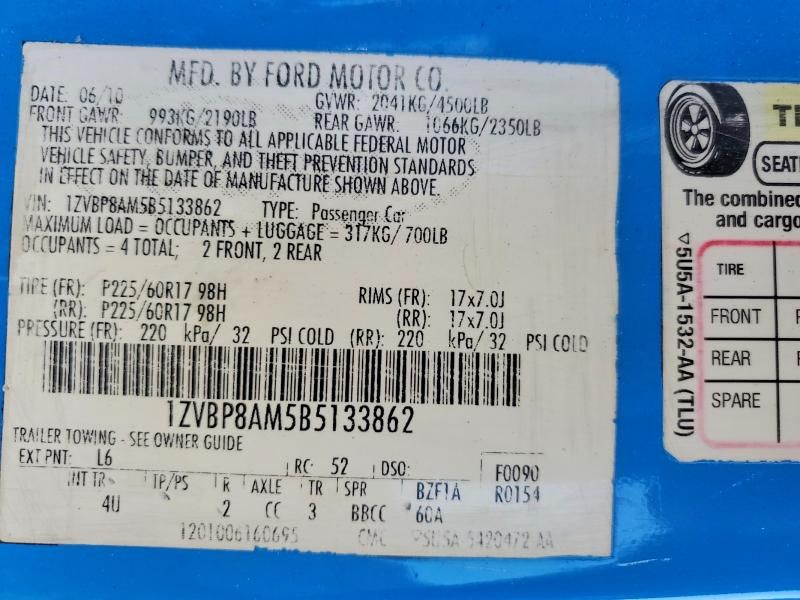 MFD. BY FORD MOTOR CO.
DATE: 06/10 GVWR: 2041KG/4500LB
FRONT GAWR: 993KG/2190LB REAR GAWR: 1066KG/2350LB
THIS VEHICLE CONFORMS TO ALL APPLICABLE FEDERAL MOTOR
VEHICLE SAFETY, BUMPER, AND THEFT PREVENTION STANDARDS
IN EFFECT ON THE DATE OF MANUFACTURE SHOWN ABOVE.
VIN: 1ZVBP8AM5B5133862 TYPE: Passenger Car
MAXIMUM LOAD = OCCUPANTS + LUGGAGE = 317KG/700LB
OCCUPANTS = 4 TOTAL; 2 FRONT, 2 REAR
TIRE (FR): P225/60R17 98H RIMS (FR): 17x7.0J
(RR): P225/60R17 98H (RR): 17x7.0J
PRESSURE (FR): 220 kPa/32 PSI COLD (RR): 220 kPa/32 PSI COLD
1ZVBP8AM5B5133862
TRAILER TOWING - SEE OWNER GUIDE
EXT PNT: L6 RC: 52 DSO: F0090
INT TR TP/PS R AXLE TR SPR BZF1A R0154
4U 2 CC 3 BBCC 60A
1201006160695 CMC 5U5A-5420472-AA
SEAT
The combined
and cargo
TIRE
FRONT
REAR
SPARE
5U5A-1532-AA (TLU)